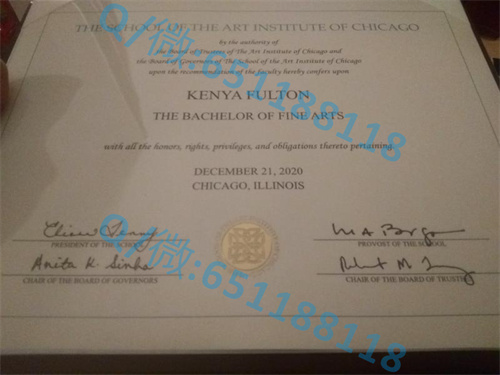 THE SCHOOL OF THE ART INSTITUTE OF CHICAGO
by the authority of
the Board of Trustees of The Art Institute of Chicago and
the Board of Governors of The School of the Art Institute of Chicago
upon the recommendation of the faculty hereby confers upon
KENYA FULTON
THE BACHELOR OF FINE ARTS
with all the honors, rights, privileges, and obligations thereto pertaining.
DECEMBER 21, 2020
CHICAGO, ILLINOIS
PRESIDENT OF THE SCHOOL
PROVOST OF THE SCHOOL
Anita K. Sinha
CHAIR OF THE BOARD OF GOVERNORS
CHAIR OF THE BOARD OF TRUSTEES
Q/微:651188118
Q/微:651188118